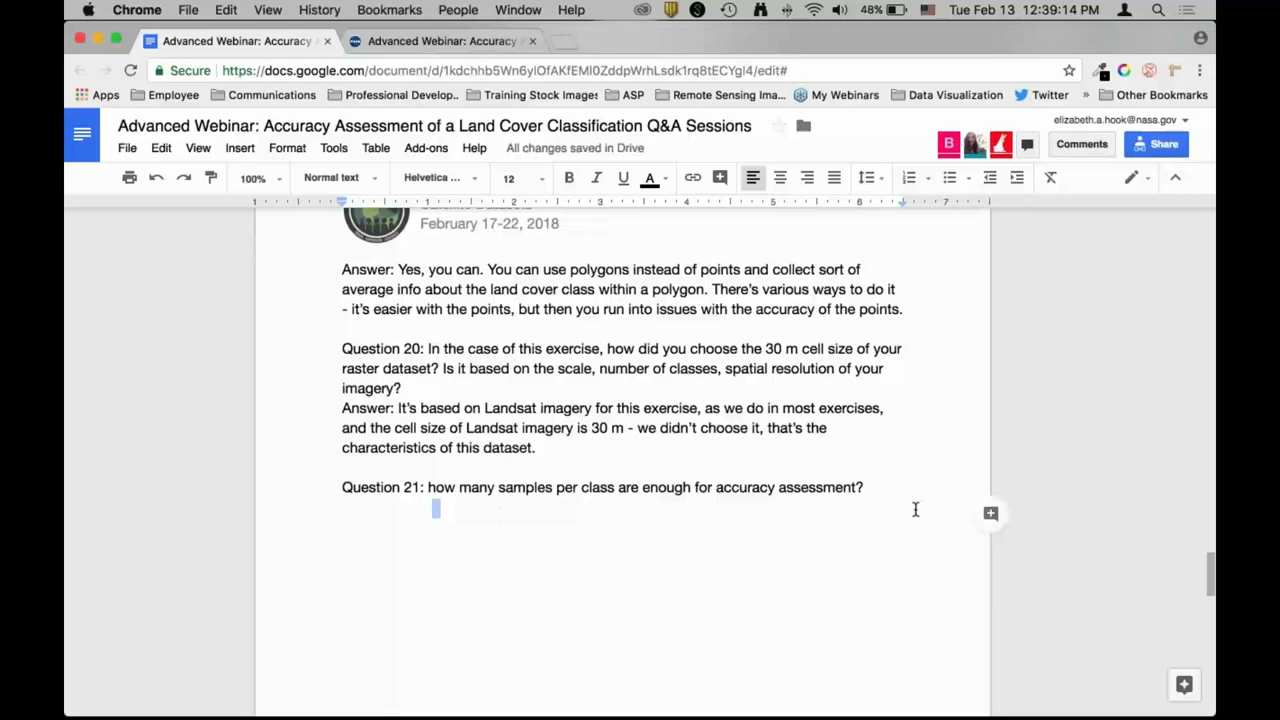 Chrome File Edit View History Bookmarks People Window Help 48% Tue Feb 13 12:39:14 PM
Advanced Webinar: Accuracy Advanced Webinar: Accuracy
Secure https://docs.google.com/document/d/1kdchhb5Wn6ylOfAKfEMI0ZddpWrhLsdk1rq8tECYgl4/edit#
Apps Employee Communications Professional Develop.. Training Stock Images ASP Remote Sensing Ima... My Webinars Data Visualization Twitter » Other Bookmarks
elizabeth.a.hook@nasa.gov
Advanced Webinar: Accuracy Assessment of a Land Cover Classification Q&A Sessions
B Comments Share
File Edit View Insert Format Tools Table Add-ons Help All changes saved in Drive
100% Normal text Helvetica ... 12 B I U A
1 1 2 3 4 5 6 7
February 17-22, 2018
Answer: Yes, you can. You can use polygons instead of points and collect sort of
average info about the land cover class within a polygon. There's various ways to do it
- it's easier with the points, but then you run into issues with the accuracy of the points.
Question 20: In the case of this exercise, how did you choose the 30 m cell size of your
raster dataset? Is it based on the scale, number of classes, spatial resolution of your
imagery?
Answer: It's based on Landsat imagery for this exercise, as we do in most exercises,
and the cell size of Landsat imagery is 30 m - we didn't choose it, that's the
characteristics of this dataset.
Question 21: how many samples per class are enough for accuracy assessment?